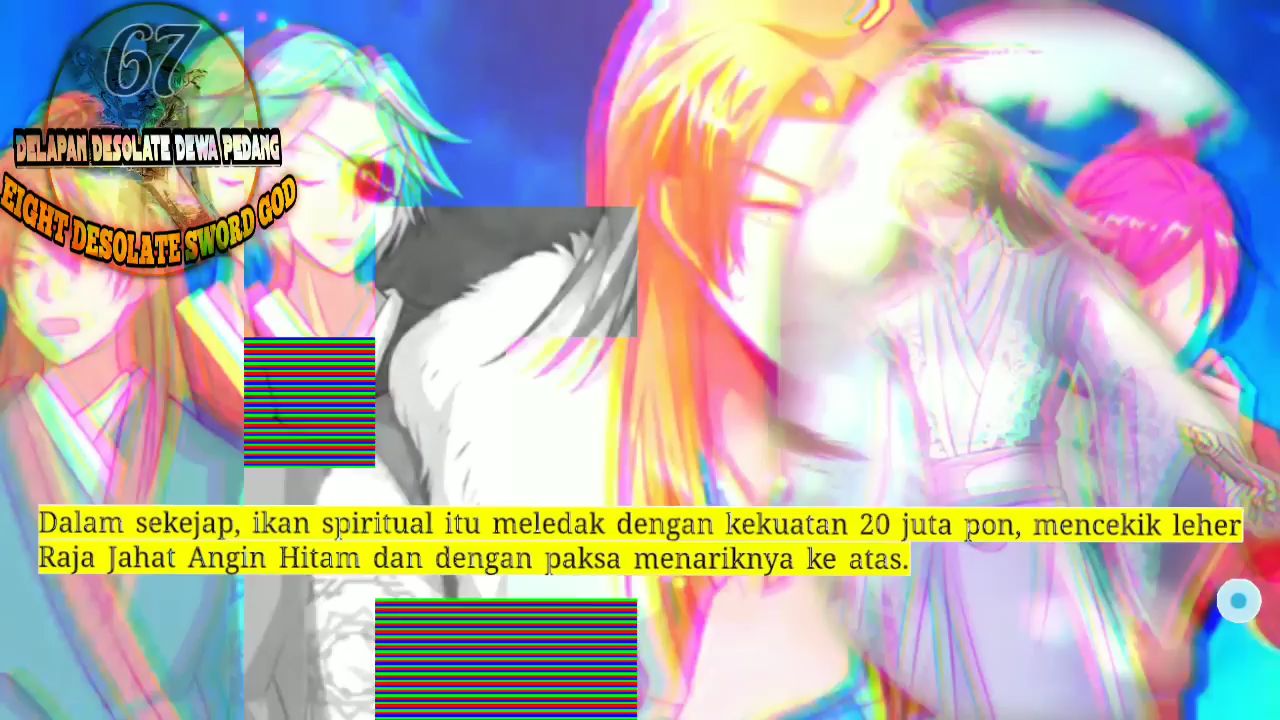 67
DELAPAN DESOLATE DEWA PEDANG
EIGHT DESOLATE SWORD GOD
Dalam sekejap, ikan spiritual itu meledak dengan kekuatan 20 juta pon, mencekik leher
Raja Jahat Angin Hitam dan dengan paksa menariknya ke atas.